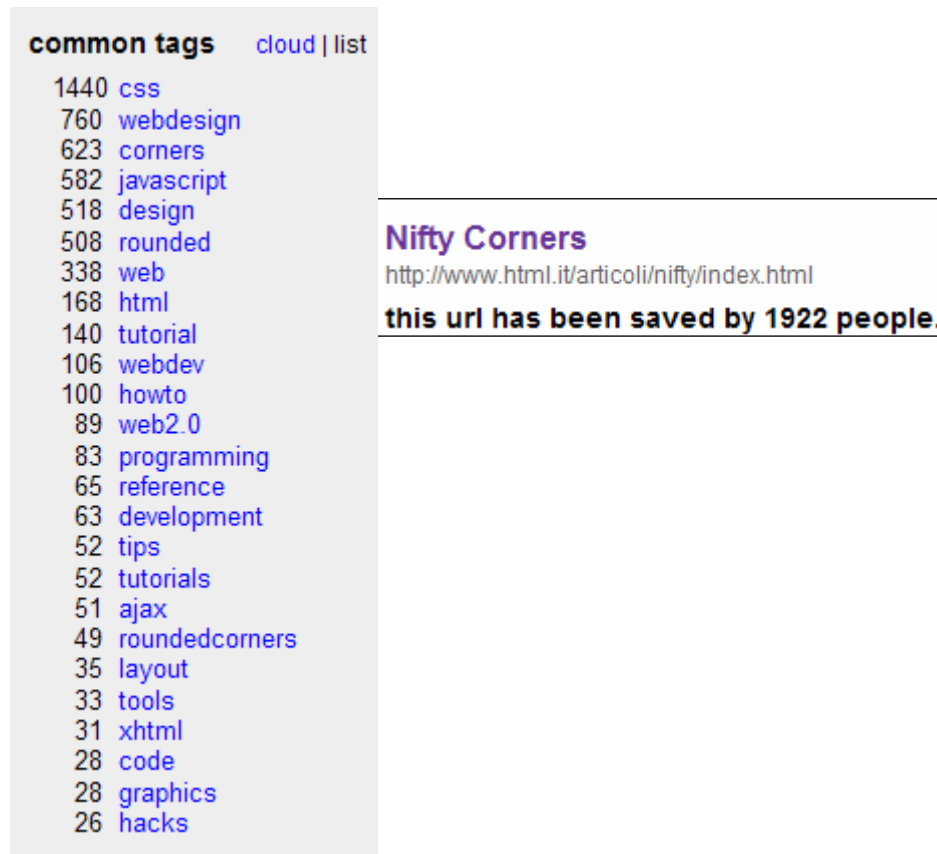 common tags cloud | list
1440 css
760 webdesign
623 corners
582 javascript
518 design
508 rounded
338 web
168 html
140 tutorial
106 webdev
100 howto
89 web2.0
83 programming
65 reference
63 development
52 tips
52 tutorials
51 ajax
49 roundedcorners
35 layout
33 tools
31 xhtml
28 code
28 graphics
26 hacks
Nifty Corners
http://www.html.it/articoli/nifty/index.html
this url has been saved by 1922 people.